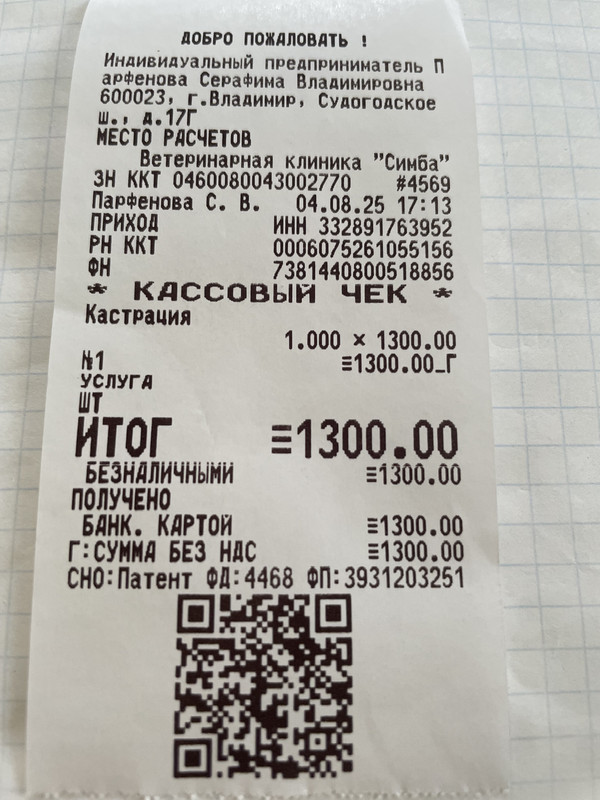 ДОБРО ПОЖАЛОВАТЬ !
Индивидуальный предприниматель П
арфенова Серафима Владимировна
600023, г.Владимир, Судогодское
ш., д.17Г
МЕСТО РАСЧЕТОВ
Ветеринарная клиника "Симба"
ЗН ККТ 0460080043002770 #4569
Парфенова С. В. 04.08.25 17:13
ПРИХОД ИНН 332891763952
РН ККТ 0006075261055156
ФН 7381440800518856
* КАССОВЫЙ ЧЕК *
Кастрация
1.000 × 1300.00
№1 ≡1300.00_Г
УСЛУГА
ШТ
ИТОГ ≡1300.00
БЕЗНАЛИЧНЫМИ ≡1300.00
ПОЛУЧЕНО
БАНК. КАРТОЙ ≡1300.00
Г:СУММА БЕЗ НДС ≡1300.00
СНО:Патент ФД:4468 ФП:3931203251